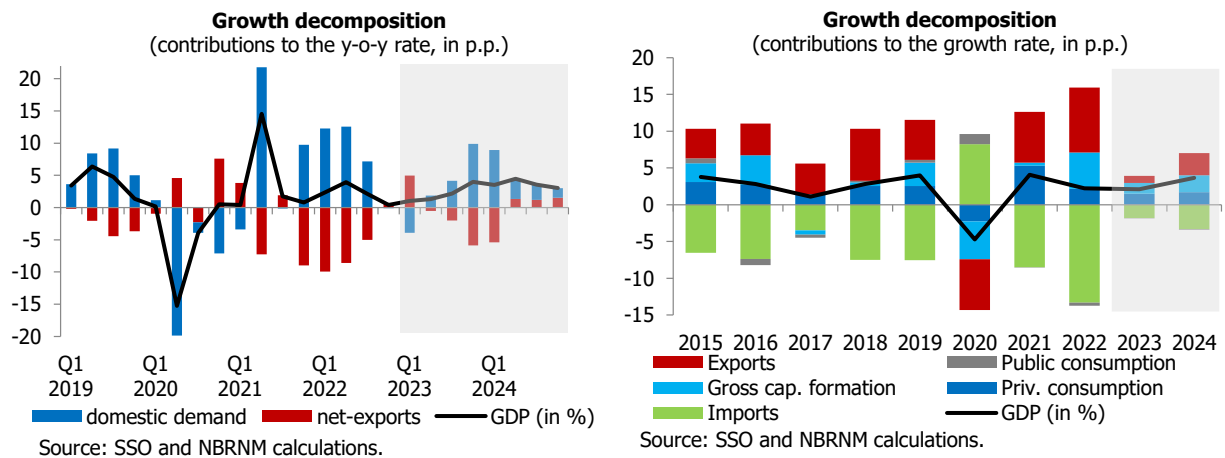 Growth decomposition
(contributions to the y-o-y rate, in p.p.)
20
15
10
5
0
-5
-10
-15
-20
Q1 Q1 Q1 Q1 Q1 Q1
2019 2020 2021 2022 2023 2024
domestic demand net-exports GDP (in %)
Source: SSO and NBRNM calculations.
Growth decomposition
(contributions to the growth rate, in p.p.)
20
15
10
5
0
-5
-10
-15
2015 2016 2017 2018 2019 2020 2021 2022 2023 2024
Exports Public consumption
Gross cap. formation Priv. consumption
Imports GDP (in %)
Source: SSO and NBRNM calculations.